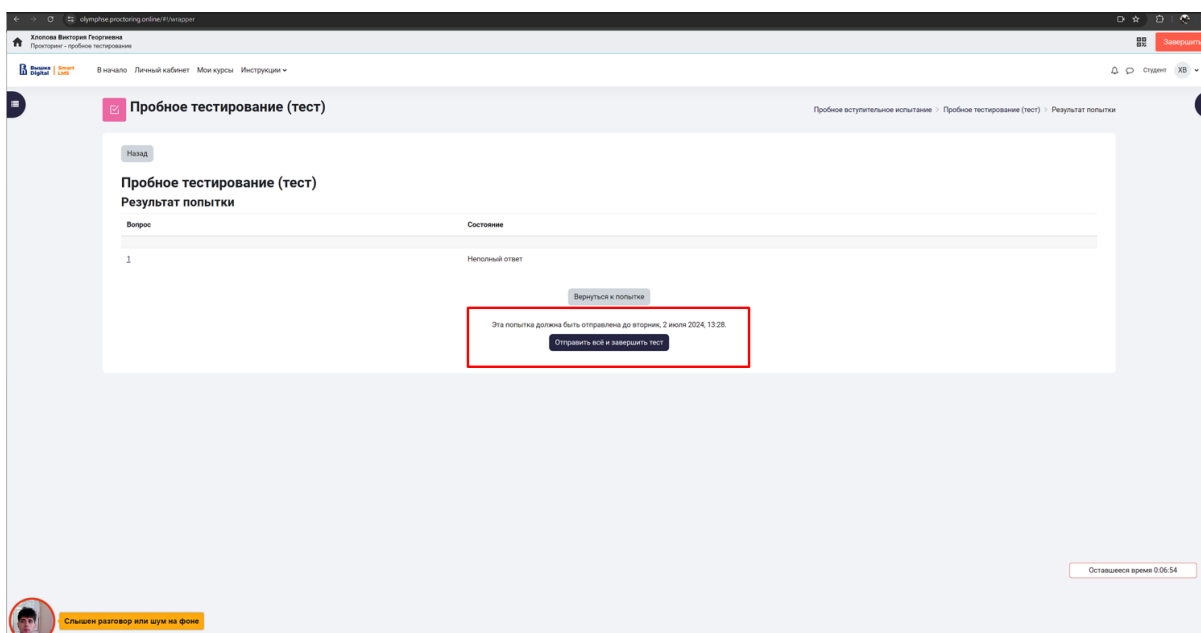 olymphse.proctoring.online/#!/wrapper
Хлопова Виктория Георгиевна
Прокторинг - пробное тестирование
Завершить
Вышка Digital | Smart LMS
В начало Личный кабинет Мои курсы Инструкции
Студент ХВ
Пробное тестирование (тест)
Пробное вступительное испытание > Пробное тестирование (тест) > Результат попытки
Назад
Пробное тестирование (тест)
Результат попытки
Вопрос Состояние
1 Неполный ответ
Вернуться к попытке
Эта попытка должна быть отправлена до вторник, 2 июля 2024, 13:28.
Отправить всё и завершить тест
Оставшееся время 0:06:54
Слышен разговор или шум на фоне